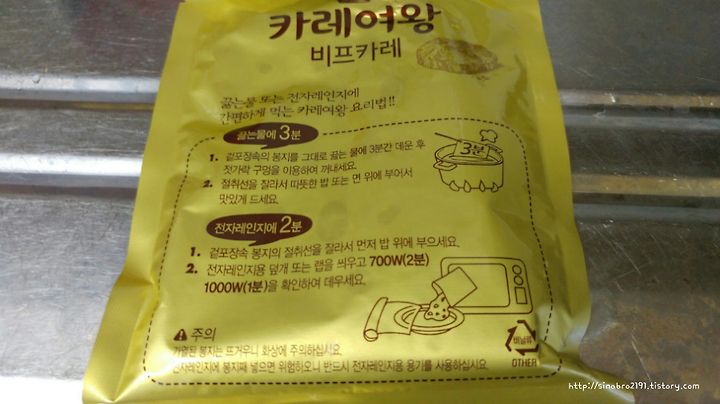 카레여왕
비프카레
끓는물 또는 전자레인지에
간편하게 먹는 카레여왕 요리법!!
끓는물에 3분
1. 겉포장속의 봉지를 그대로 끓는 물에 3분간 데운 후
젓가락 구멍을 이용하여 꺼내세요.
2. 절취선을 잘라서 따뜻한 밥 또는 면 위에 부어서
맛있게 드세요.
3분
전자레인지에 2분
1. 겉포장속 봉지의 절취선을 잘라서 먼저 밥 위에 부으세요.
2. 전자레인지용 덮개 또는 랩을 씌우고 700W(2분)
1000W(1분)을 확인하여 데우세요.
주의
가열된 봉지는 뜨거우니 화상에 주의하십시요.
전자레인지에 봉지째 넣으면 위험하오니 반드시 전자레인지용 용기를 사용하십시요.
비닐류
OTHER
http://sinabro2191.tistory.com/